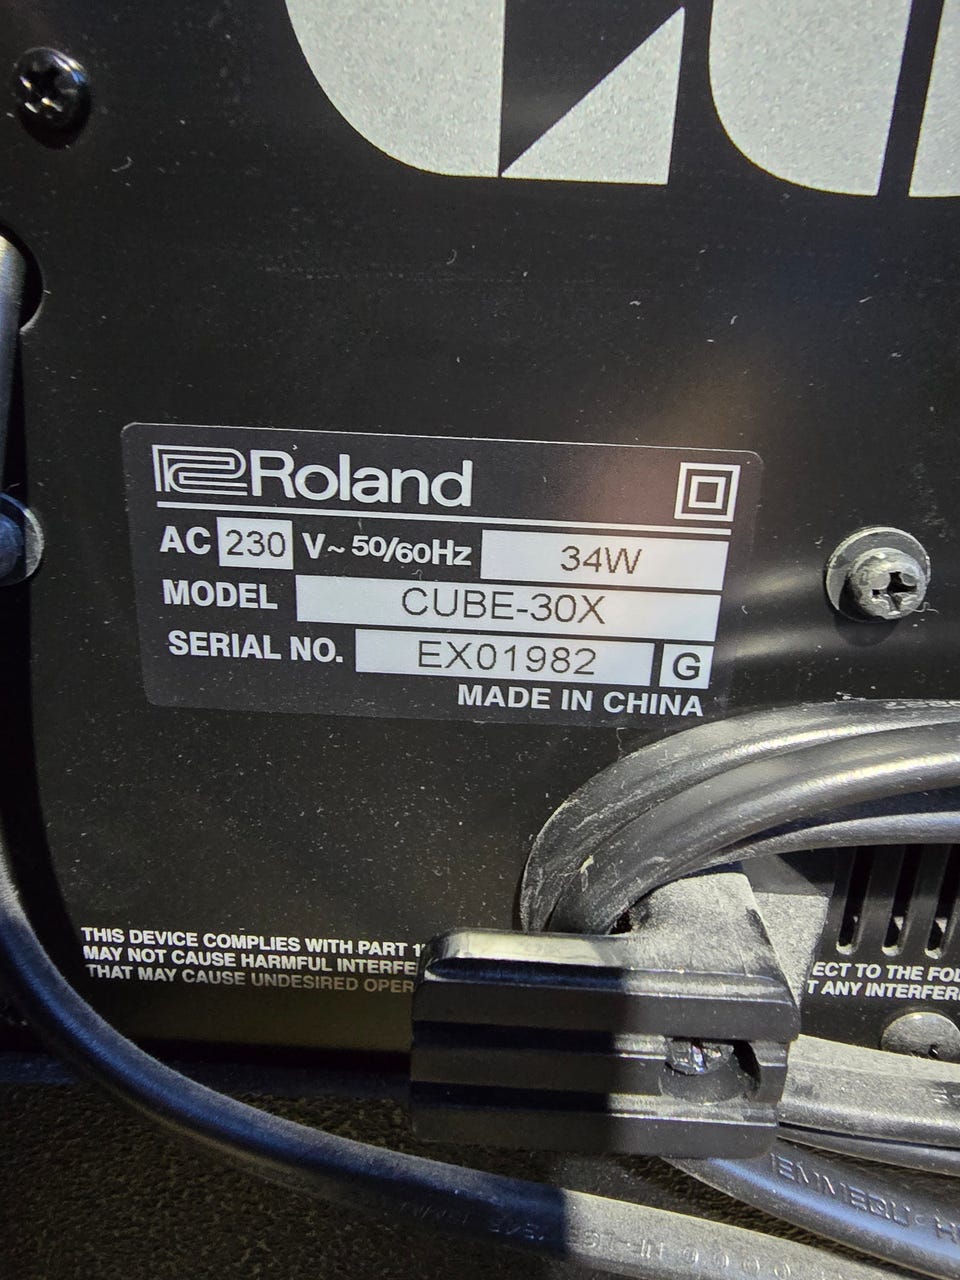 Roland
AC 230 V~ 50/60Hz 34W
MODEL CUBE-30X
SERIAL NO. EX01982 G
MADE IN CHINA
THIS DEVICE COMPLIES WITH PART
MAY NOT CAUSE HARMFUL
THAT MAY CAUSE UNDESIRED
TO THE
ANY